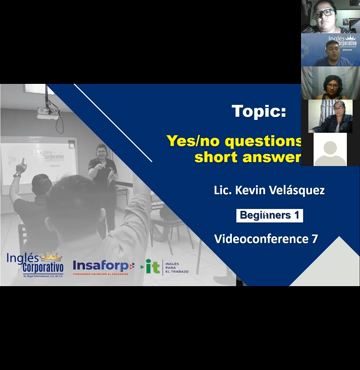 Topic:
Yes/no questions
short answer
Lic. Kevin Velásquez
Beginners 1
Videoconference 7
Inglés
Corporativo
Insaforp
it
INGLÉS
PARA
EL TRABAJO